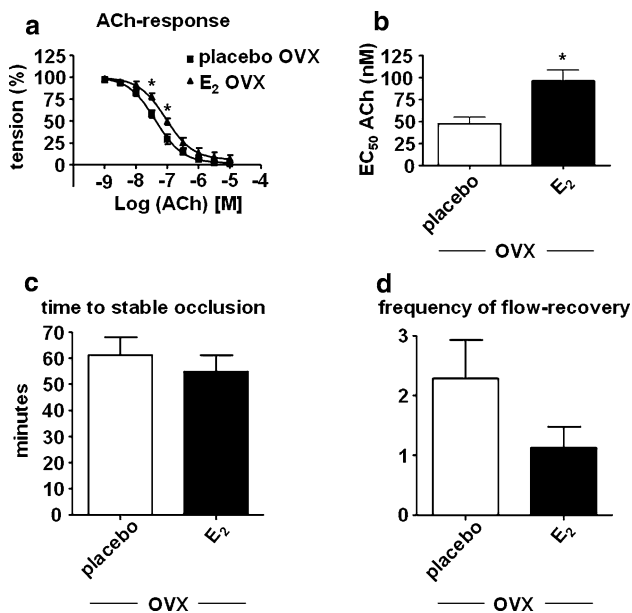 a
ACh-response
tension (%)
125
100
75
50
25
0
-9 -8 -7 -6 -5 -4
Log (ACh) [M]
placebo OVX
E₂ OVX
*
*
b
EC₅₀ ACh (nM)
125
100
75
50
25
0
*
placebo
E₂
OVX
c
time to stable occlusion
minutes
70
60
50
40
30
20
10
0
placebo
E₂
OVX
d
frequency of flow-recovery
3
2
1
0
placebo
E₂
OVX